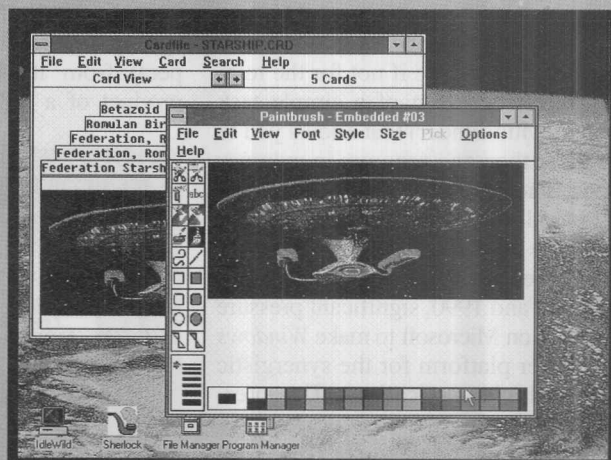 Cardfile - STARSHIP.CRD
File Edit View Card Search Help
Card View 5 Cards
Betazoid
Romulan Bir
Federation, R
Federation, Rom
Federation Starsh
Paintbrush - Embedded #03
File Edit View Font Style Size Pick Options
Help
abc
IdleWild Sherlock File Manager Program Manager